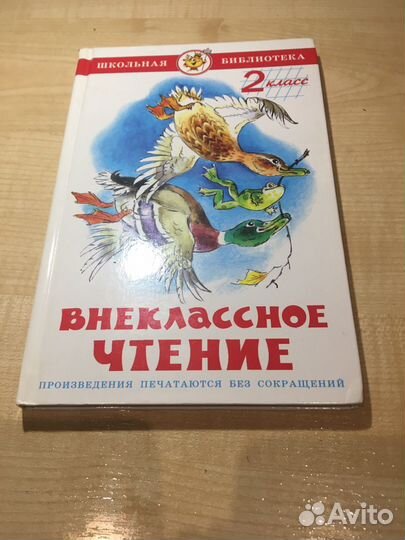 ШКОЛЬНАЯ БИБЛИОТЕКА
2 класс
ВНЕКЛАССНОЕ
ЧТЕНИЕ
ПРОИЗВЕДЕНИЯ ПЕЧАТАЮТСЯ БЕЗ СОКРАЩЕНИЙ
Avito